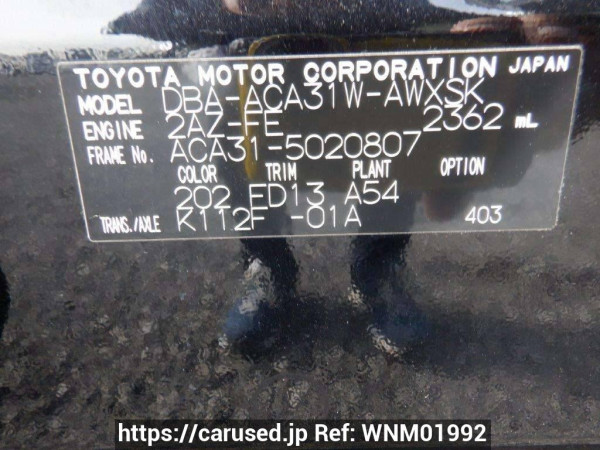 TOYOTA MOTOR CORPORATION JAPAN
MODEL DBA-ACA31W-AWXSK
ENGINE 2AZ-FE 2362 mL
FRAME No. ACA31-5020807
COLOR TRIM PLANT OPTION
202 FD13 A54
TRANS./AXLE K112F -01A 403
https://carused.jp Ref: WNM01992